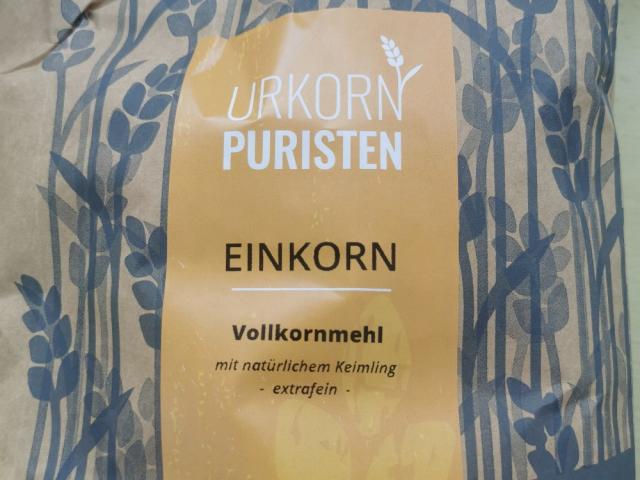 URKORN
PURISTEN
EINKORN
Vollkornmehl
mit natürlichem Keimling
- extrafein -